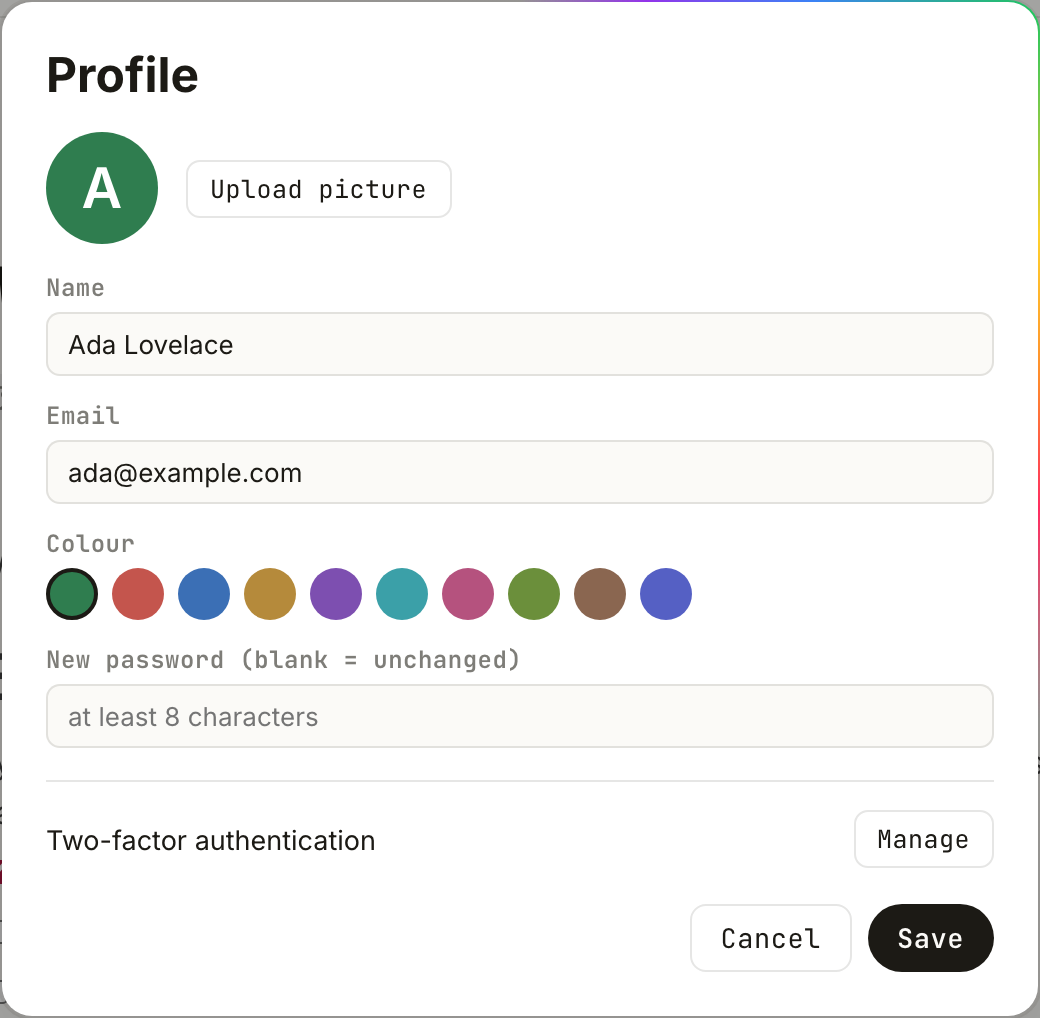 Profile
A
Upload picture
Name
Ada Lovelace
Email
ada@example.com
Colour
New password (blank = unchanged)
at least 8 characters
Two-factor authentication
Manage
Cancel
Save